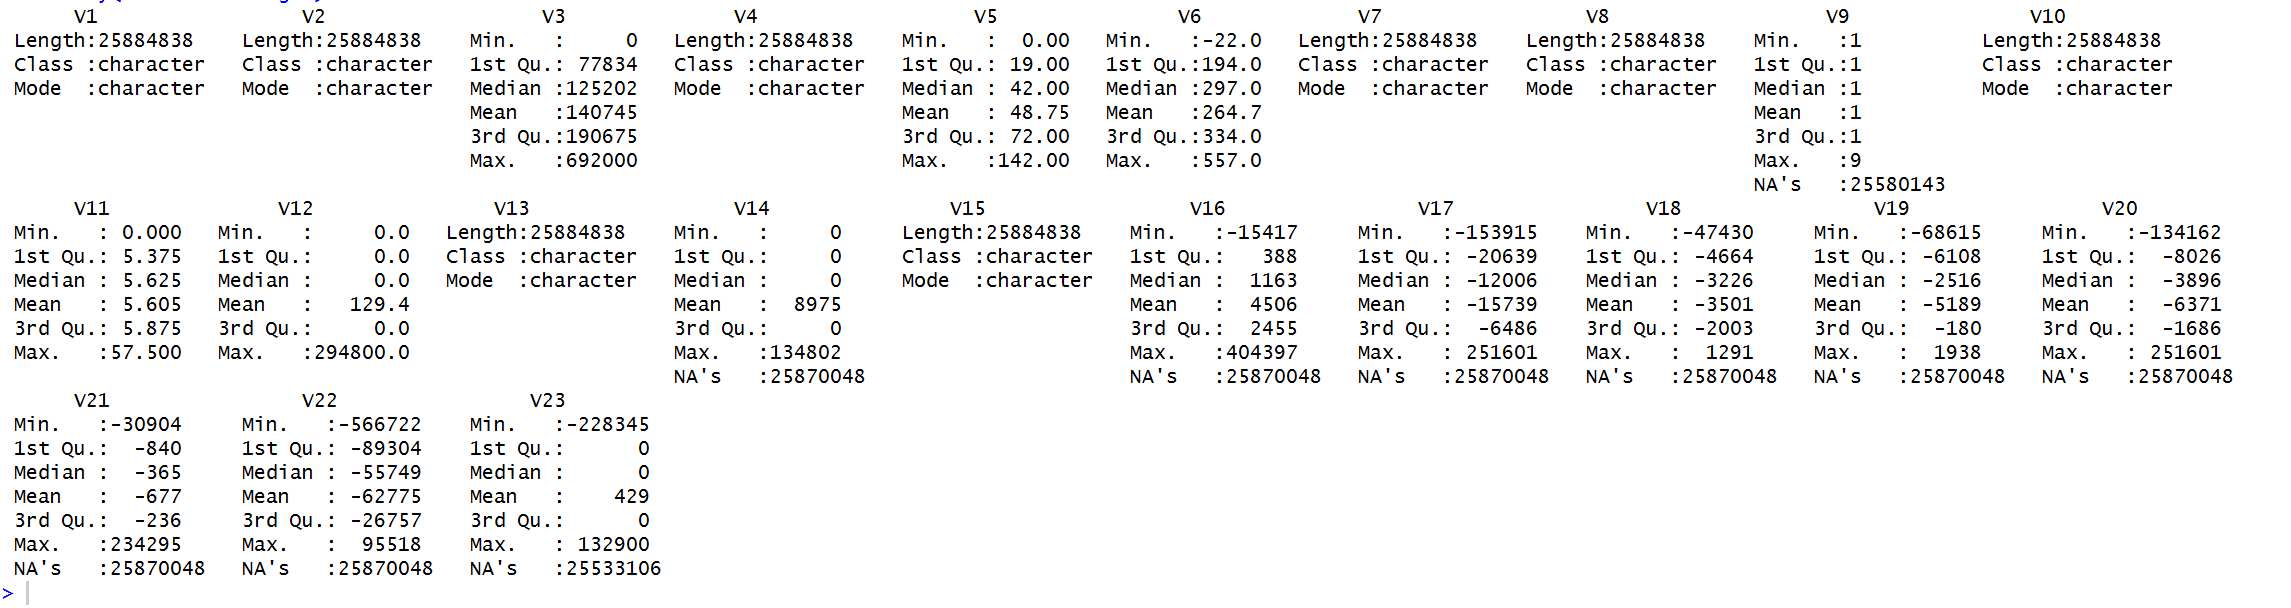 V1                 V2                  V3               V4                  V5               V6             V7                 V8                 V9                V10
 Length:25884838    Length:25884838    Min.   :     0   Length:25884838    Min.   :  0.00   Min.   :-22.0   Length:25884838    Length:25884838    Min.   :1          Length:25884838
 Class :character   Class :character   1st Qu.: 77834   Class :character   1st Qu.: 19.00   1st Qu.:194.0   Class :character   Class :character   1st Qu.:1          Class :character
 Mode  :character   Mode  :character   Median :125202   Mode  :character   Median : 42.00   Median :297.0   Mode  :character   Mode  :character   Median :1          Mode  :character
                                       Mean   :140745                      Mean   : 48.75   Mean   :264.7                                         Mean   :1
                                       3rd Qu.:190675                      3rd Qu.: 72.00   3rd Qu.:334.0                                         3rd Qu.:1
                                       Max.   :692000                      Max.   :142.00   Max.   :557.0                                         Max.   :9
                                                                                                                                                  NA's   :25580143
      V11              V12               V13                 V14                V15                 V16                V17                V18                V19                V20
 Min.   : 0.000   Min.   :     0.0   Length:25884838    Min.   :     0     Length:25884838    Min.   :-15417     Min.   :-153915    Min.   :-47430     Min.   :-68615     Min.   :-134162
 1st Qu.: 5.375   1st Qu.:     0.0   Class :character   1st Qu.:     0     Class :character   1st Qu.:   388     1st Qu.: -20639    1st Qu.: -4664     1st Qu.: -6108     1st Qu.:  -8026
 Median : 5.625   Median :     0.0   Mode  :character   Median :     0     Mode  :character   Median :  1163     Median : -12006    Median : -3226     Median : -2516     Median :  -3896
 Mean   : 5.605   Mean   :   129.4                      Mean   :  8975                        Mean   :  4506     Mean   : -15739    Mean   : -3501     Mean   : -5189     Mean   :  -6371
 3rd Qu.: 5.875   3rd Qu.:     0.0                      3rd Qu.:     0                        3rd Qu.:  2455     3rd Qu.:  -6486    3rd Qu.: -2003     3rd Qu.:  -180     3rd Qu.:  -1686
 Max.   :57.500   Max.   :294800.0                      Max.   :134802                        Max.   :404397     Max.   : 251601    Max.   :  1291     Max.   :  1938     Max.   : 251601
                                                        NA's   :25870048                      NA's   :25870048   NA's   :25870048   NA's   :25870048   NA's   :25870048   NA's   :25870048
      V21                V22                V23
 Min.   :-30904     Min.   :-566722    Min.   :-228345
 1st Qu.:  -840     1st Qu.: -89304    1st Qu.:      0
 Median :  -365     Median : -55749    Median :      0
 Mean   :  -677     Mean   : -62775    Mean   :    429
 3rd Qu.:  -236     3rd Qu.: -26757    3rd Qu.:      0
 Max.   :234295     Max.   :  95518    Max.   : 132900
 NA's   :25870048   NA's   :25870048   NA's   :25533106
>